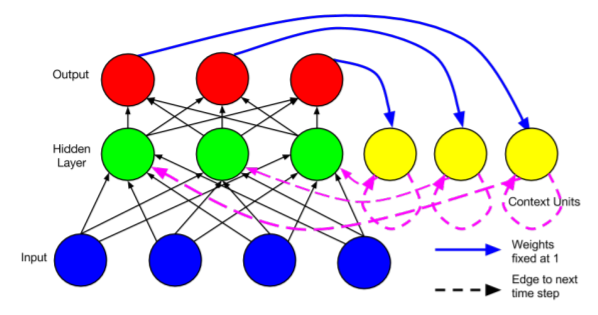 Output
Hidden
Layer
Context Units
Input
Weights
fixed at 1
Edge to next
time step